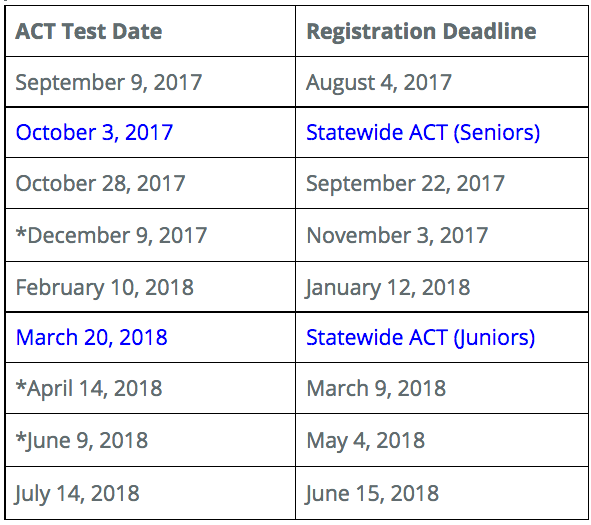 ACT Test Date Registration Deadline
September 9, 2017 August 4, 2017
October 3, 2017 Statewide ACT (Seniors)
October 28, 2017 September 22, 2017
*December 9, 2017 November 3, 2017
February 10, 2018 January 12, 2018
March 20, 2018 Statewide ACT (Juniors)
*April 14, 2018 March 9, 2018
*June 9, 2018 May 4, 2018
July 14, 2018 June 15, 2018